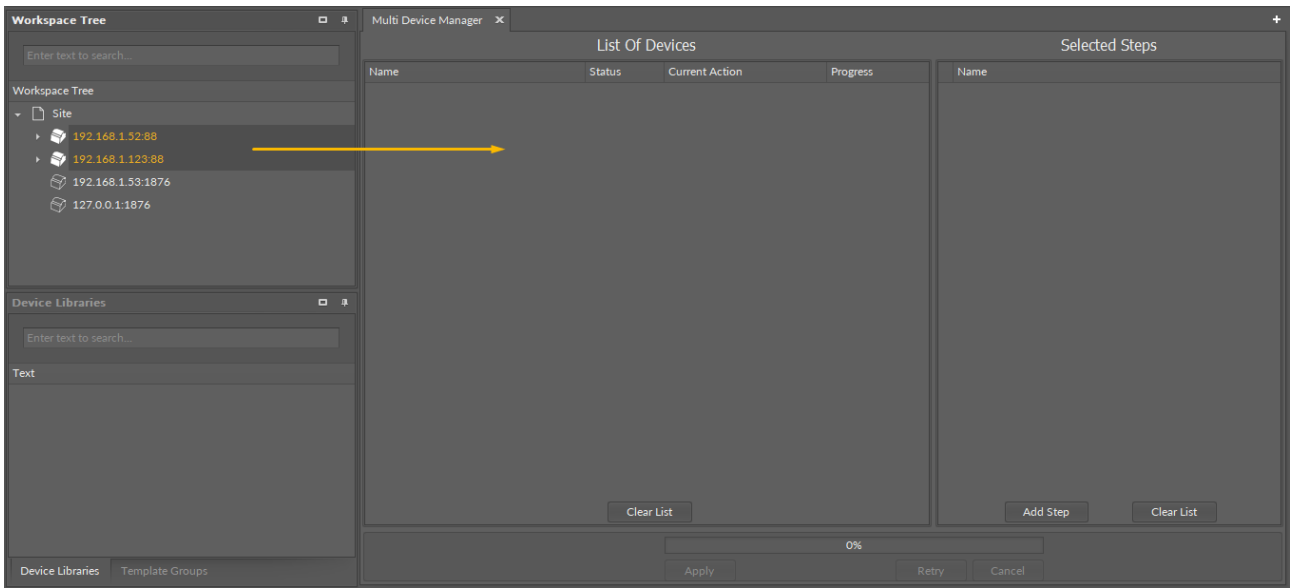 Workspace Tree
Enter text to search...
Workspace Tree
Site
192.168.1.52:88
192.168.1.123:88
192.168.1.53:1876
127.0.0.1:1876
Device Libraries
Enter text to search...
Text
Device Libraries Template Groups
Multi Device Manager
List Of Devices
Name Status Current Action Progress
Clear List
Selected Steps
Name
Add Step Clear List
0%
Apply Retry Cancel